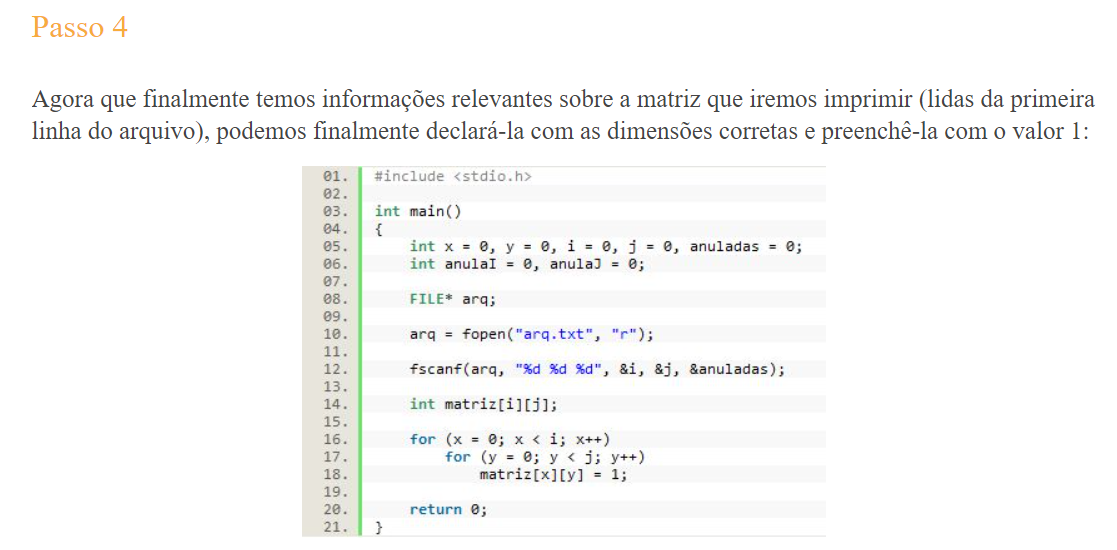 Passo 4
Agora que finalmente temos informações relevantes sobre a matriz que iremos imprimir (lidas da primeira
linha do arquivo), podemos finalmente declará-la com as dimensões corretas e preenchê-la com o valor 1:
01. #include <stdio.h>
02.
03. int main()
04. {
05.     int x = 0, y = 0, i = 0, j = 0, anuladas = 0;
06.     int anulaI = 0, anulaJ = 0;
07.
08.     FILE* arq;
09.
10.     arq = fopen("arq.txt", "r");
11.
12.     fscanf(arq, "%d %d %d", &i, &j, &anuladas);
13.
14.     int matriz[i][j];
15.
16.     for (x = 0; x < i; x++)
17.         for (y = 0; y < j; y++)
18.             matriz[x][y] = 1;
19.
20.     return 0;
21. }